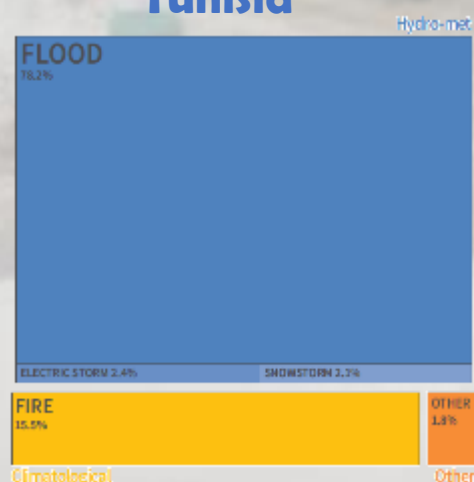 Tunisia
Hydro-met
FLOOD
78.2%
ELECTRIC STORM 2.4%
SNOWSTORM 2.1%
FIRE
15.5%
OTHER
1.8%
Climatological
Other